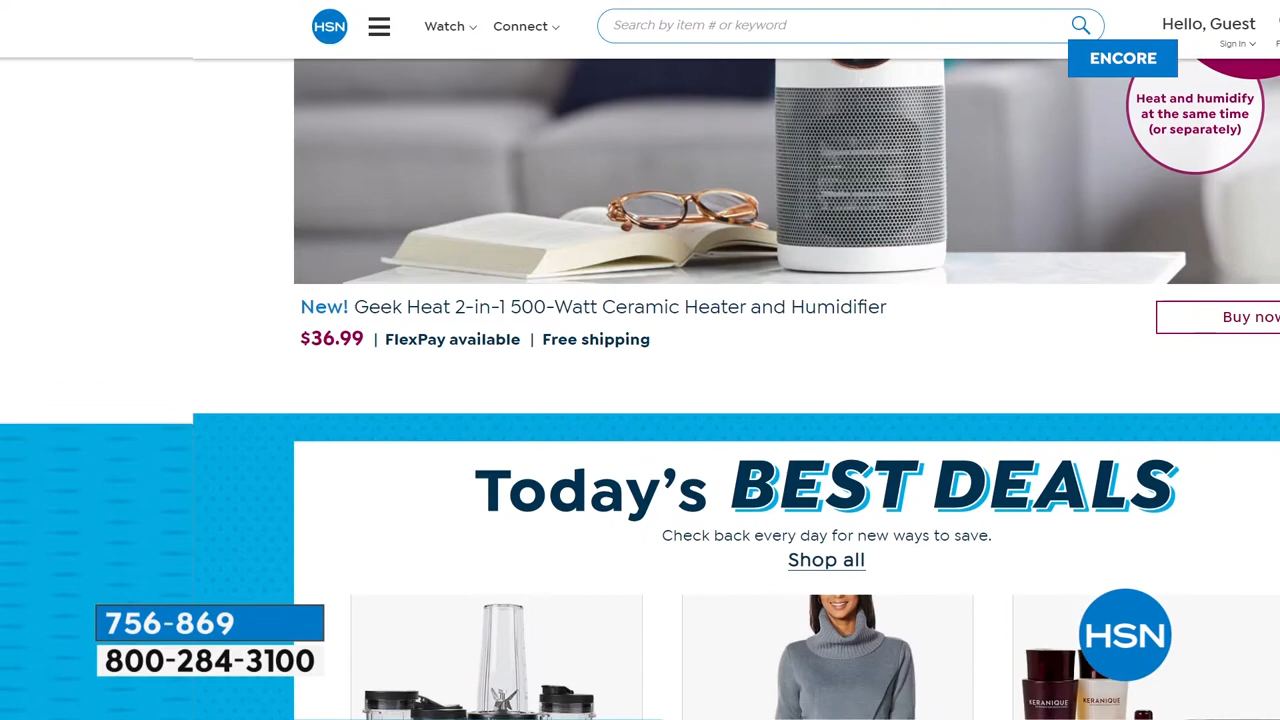 HSN
Watch
Connect
Search by item # or keyword
Hello, Guest
Sign In
ENCORE
Heat and humidify
at the same time
(or separately)
New! Geek Heat 2-in-1 500-Watt Ceramic Heater and Humidifier
$36.99 | FlexPay available | Free shipping
Buy now
Today's BEST DEALS
Check back every day for new ways to save.
Shop all
756-869
800-284-3100
HSN
KERANIQUE
KERANIQUE